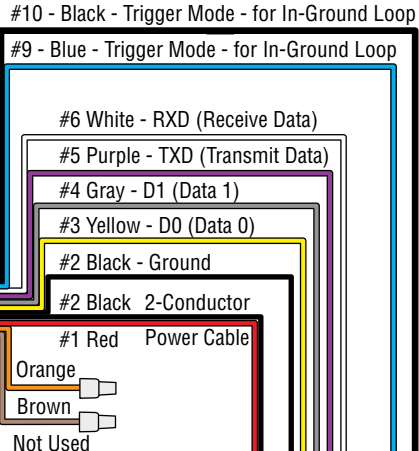 #10 - Black - Trigger Mode - for In-Ground Loop
#9 - Blue - Trigger Mode - for In-Ground Loop
#6 White - RXD (Receive Data)
#5 Purple - TXD (Transmit Data)
#4 Gray - D1 (Data 1)
#3 Yellow - D0 (Data 0)
#2 Black - Ground
#2 Black 2-Conductor
#1 Red Power Cable
Orange
Brown
Not Used